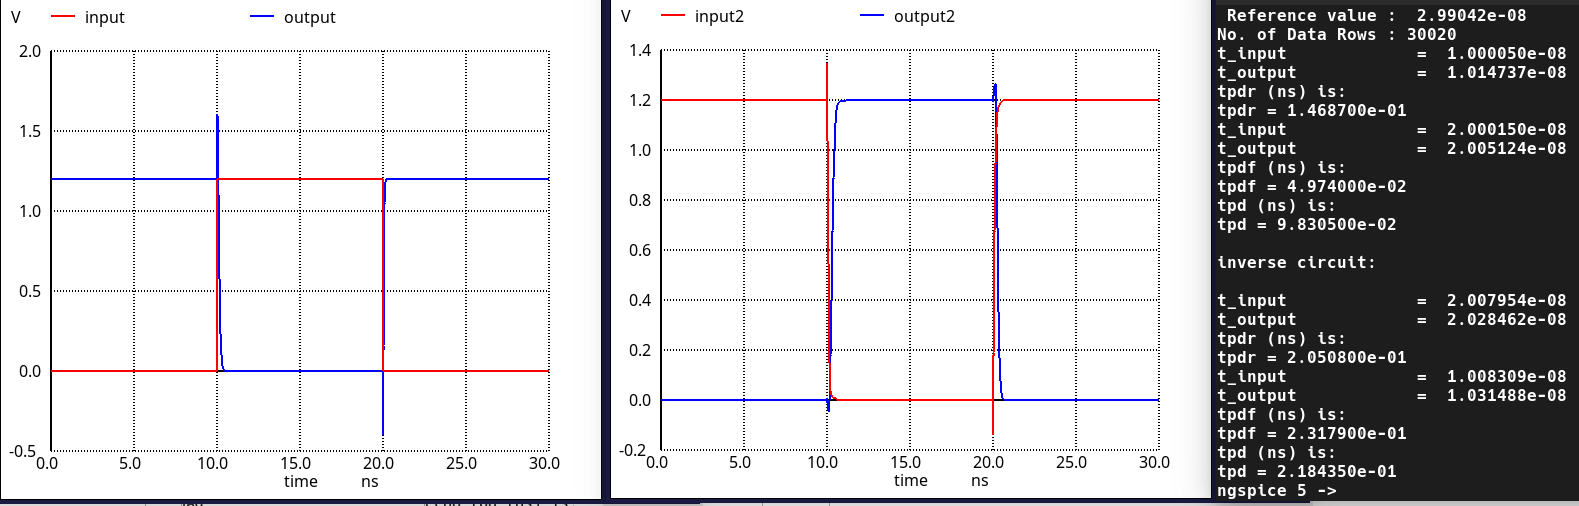 V input output
2.0
1.5
1.0
0.5
0.0
-0.5
0.0 5.0 10.0 15.0 20.0 25.0 30.0
time ns
V input2 output2
1.4
1.2
1.0
0.8
0.6
0.4
0.2
0.0
-0.2
0.0 5.0 10.0 15.0 20.0 25.0 30.0
time ns
Reference value : 2.99042e-08
No. of Data Rows : 30020
t_input = 1.000050e-08
t_output = 1.014737e-08
tpdr (ns) is:
tpdr = 1.468700e-01
t_input = 2.000150e-08
t_output = 2.005124e-08
tpdf (ns) is:
tpdf = 4.974000e-02
tpd (ns) is:
tpd = 9.830500e-02
inverse circuit:
t_input = 2.007954e-08
t_output = 2.028462e-08
tpdr (ns) is:
tpdr = 2.050800e-01
t_input = 1.008309e-08
t_output = 1.031488e-08
tpdf (ns) is:
tpdf = 2.317900e-01
tpd (ns) is:
tpd = 2.184350e-01
ngspice 5 ->